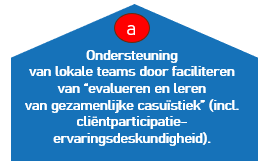 a
Ondersteuning
van lokale teams door faciliteren
van “evalueren en leren
van gezamenlijke casuïstiek” (incl.
cliëntparticipatie-
ervaringsdeskundigheid).